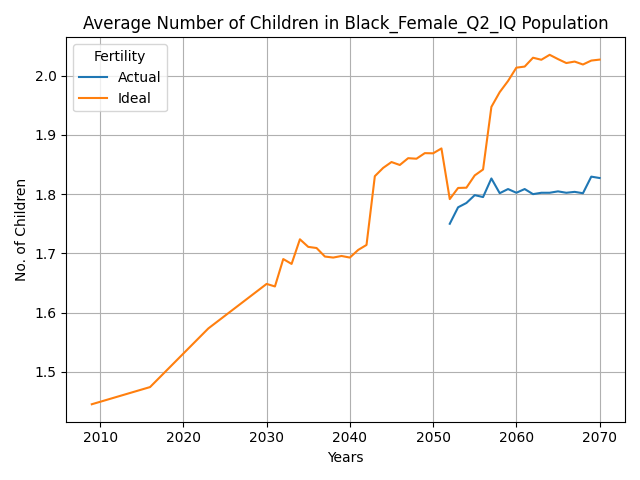 Average Number of Children in Black_Female_Q2_IQ Population
Fertility
Actual
Ideal
No. of Children
2.0
1.9
1.8
1.7
1.6
1.5
2010 2020 2030 2040 2050 2060 2070
Years